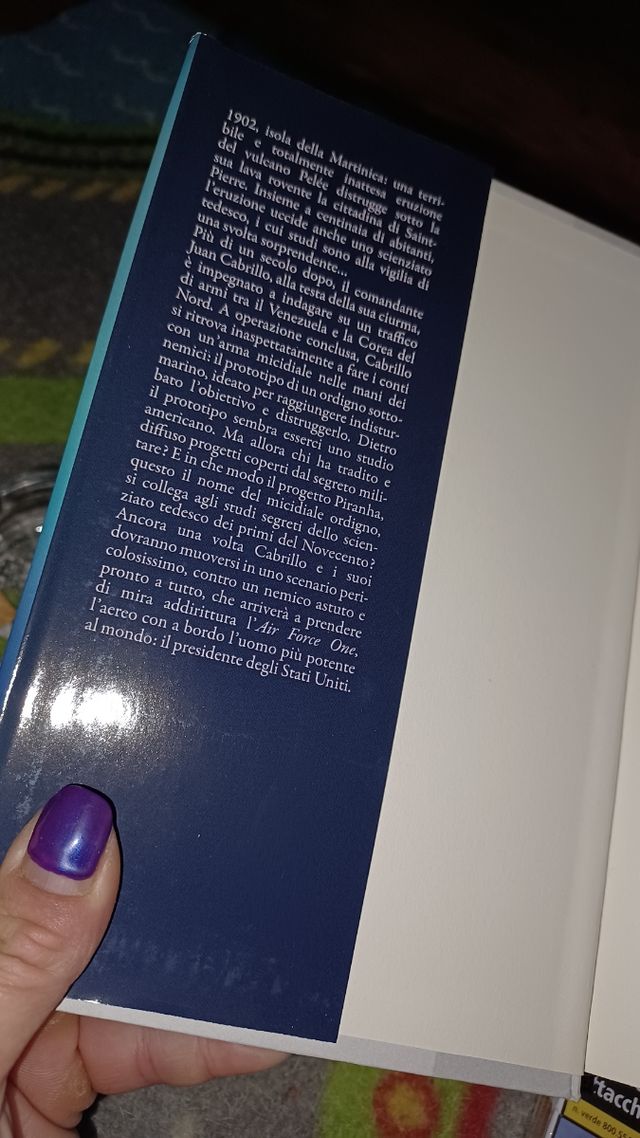 1902, isola della Martinica: una terri-
bile e totalmente inattesa eruzione
del vulcano Pelée distrugge sotto la
sua lava rovente la cittadina di Saint-
Pierre. Insieme a centinaia di abitanti,
l'eruzione uccide anche uno scienziato
tedesco, i cui studi sono alla vigilia di
una svolta sorprendente...
Più di un secolo dopo, il comandante
Juan Cabrillo, alla testa della sua ciurma,
è impegnato a indagare su un traffico
di armi tra il Venezuela e la Corea del
Nord. A operazione conclusa, Cabrillo
si ritrova inaspettatamente a fare i conti
con un'arma micidiale nelle mani dei
nemici: il prototipo di un ordigno sotto-
marino, ideato per raggiungere indistur-
bato l'obiettivo e distruggerlo. Dietro
il prototipo sembra esserci uno studio
americano. Ma allora chi ha tradito e
diffuso progetti coperti dal segreto mili-
tare? E in che modo il progetto Piranha,
questo il nome del micidiale ordigno,
si collega agli studi segreti dello scien-
ziato tedesco dei primi del Novecento?
Ancora una volta Cabrillo e i suoi
dovranno muoversi in uno scenario peri-
colosissimo, contro un nemico astuto e
pronto a tutto, che arriverà a prendere
di mira addirittura l'Air Force One,
l'aereo con a bordo l'uomo più potente
al mondo: il presidente degli Stati Uniti.
tacch
n. verde 800 5